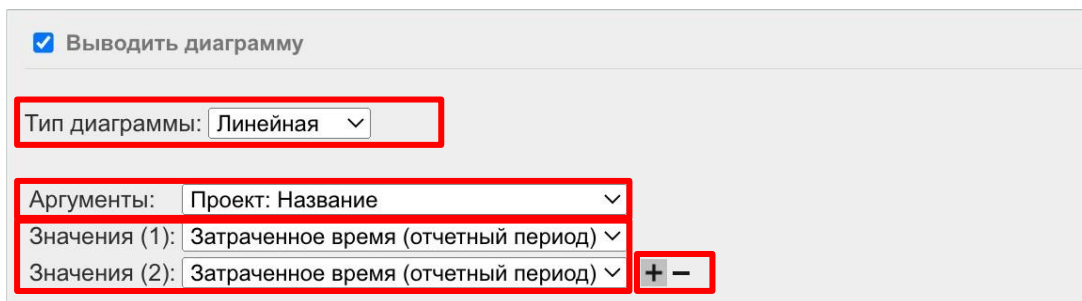 Выводить диаграмму
Тип диаграммы: Линейная
Аргументы: Проект: Название
Значения (1): Затраченное время (отчетный период)
Значения (2): Затраченное время (отчетный период) + −